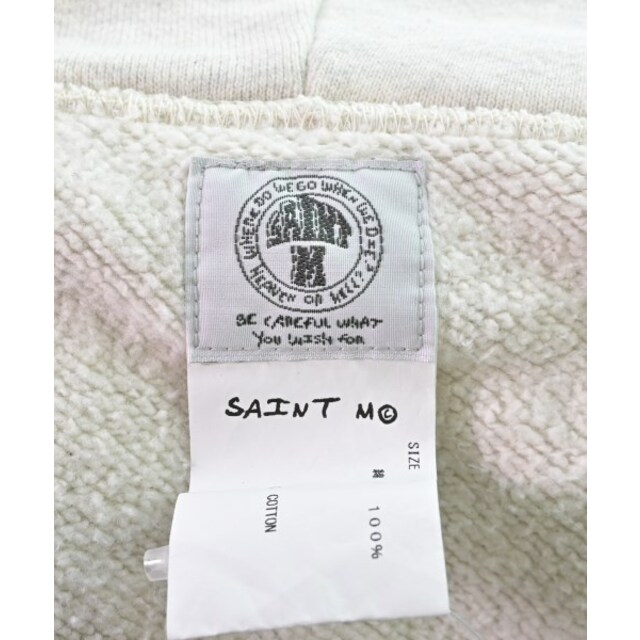 WHERE DO WE GO WHEN WE DIE?
HEAVEN OR HELL?
SAINT
M
BE CAREFUL WHAT
YOU WISH FOR
SAINT M©
SIZE
綿 100%
COTTON